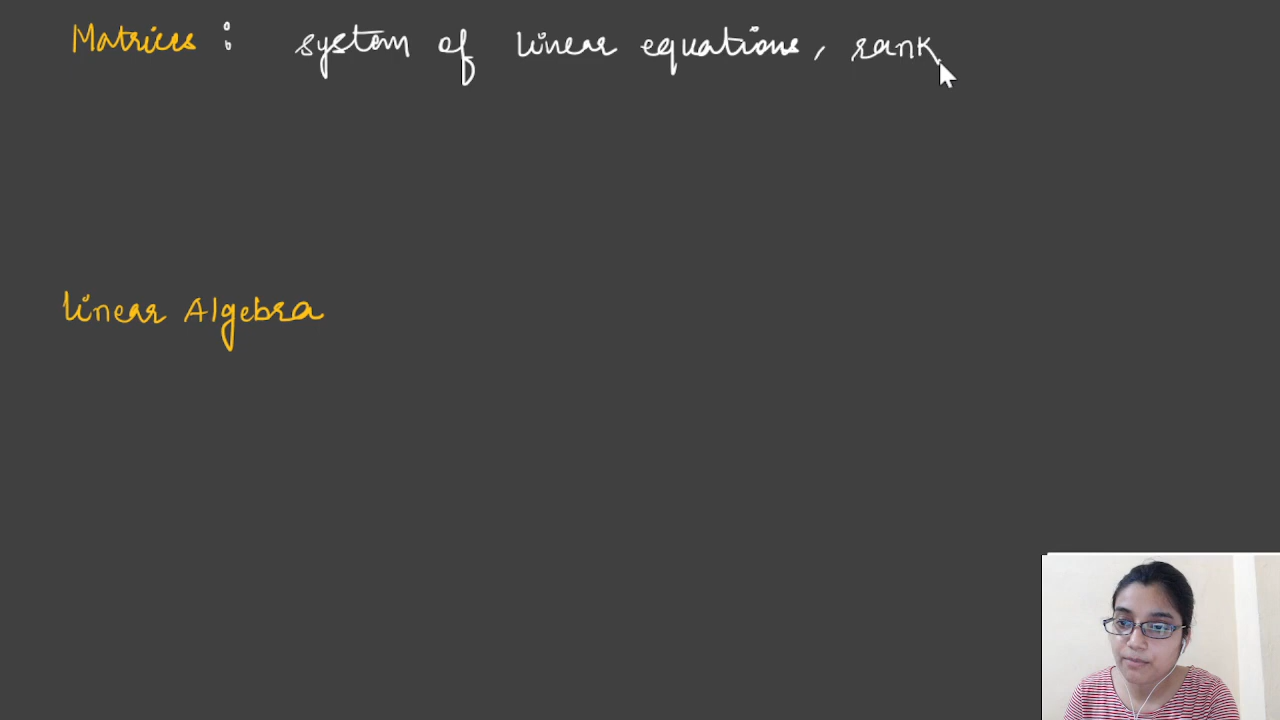 Matrices : system of linear equations, rank
linear Algebra